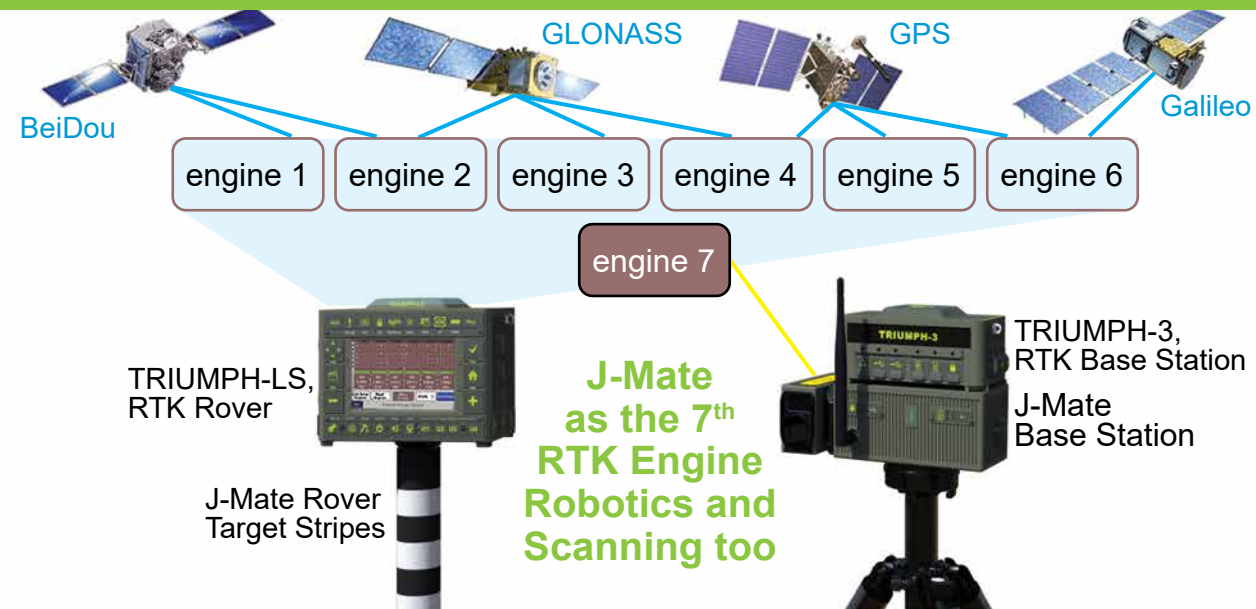 GLONASS
GPS
BeiDou
Galileo
engine 1
engine 2
engine 3
engine 4
engine 5
engine 6
engine 7
TRIUMPH-LS,
RTK Rover
J-Mate Rover
Target Stripes
J-Mate
as the 7th
RTK Engine
Robotics and
Scanning too
TRIUMPH-3
TRIUMPH-3,
RTK Base Station
J-Mate
Base Station